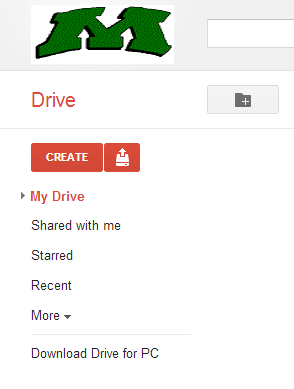 M
Drive
CREATE
My Drive
Shared with me
Starred
Recent
More
Download Drive for PC